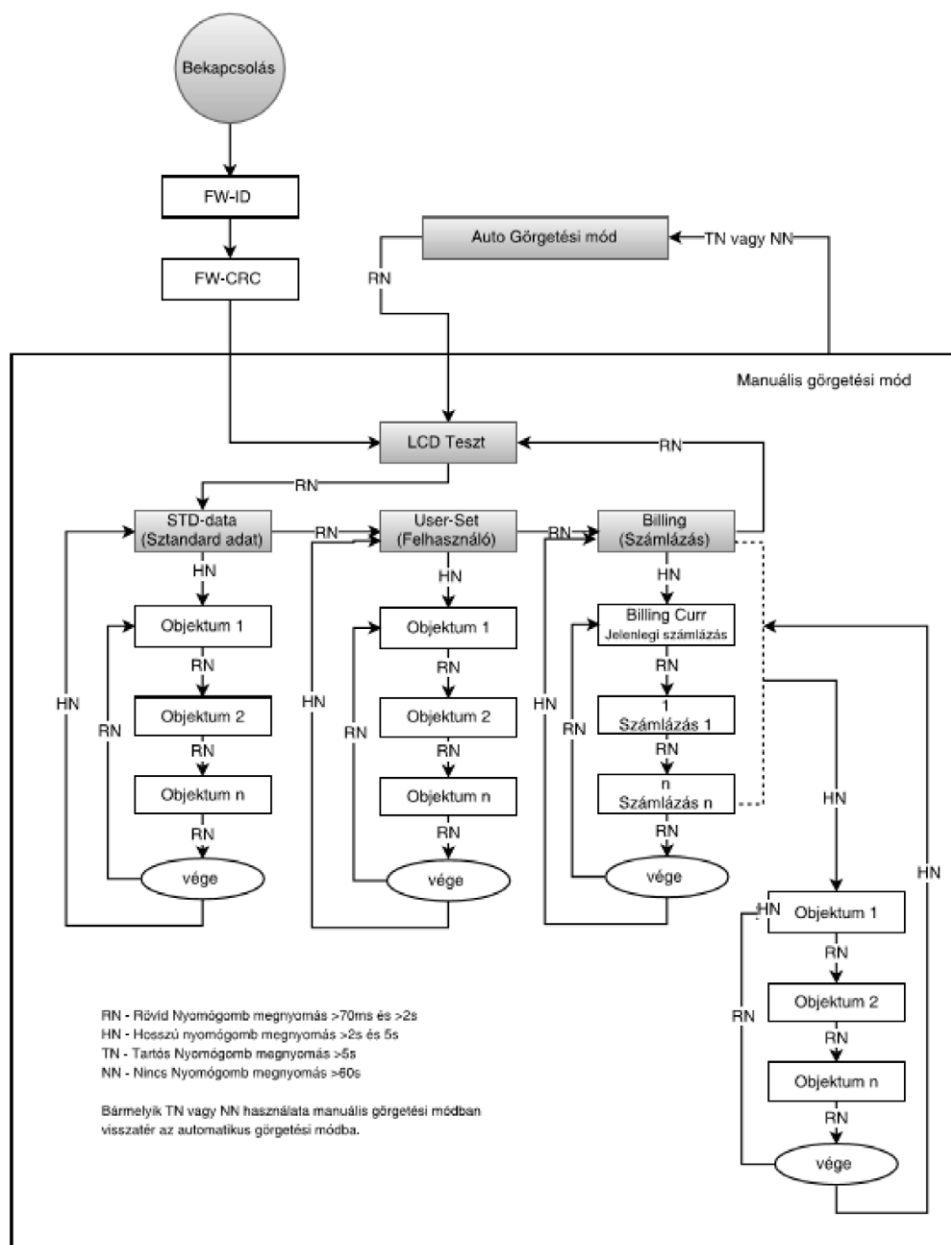 Bekapcsolás
FW-ID
FW-CRC
Auto Görgetési mód
TN vagy NN
RN
Manuális görgetési mód
LCD Teszt
RN
RN
STD-data
(Sztandard adat)
RN
User-Set
(Felhasználó)
RN
Billing
(Számlázás)
HN
Objektum 1
RN
Objektum 2
RN
Objektum n
RN
vége
RN
HN
HN
Objektum 1
RN
Objektum 2
RN
Objektum n
RN
vége
RN
HN
HN
Billing Curr
Jelenlegi számlázás
RN
1
Számlázás 1
RN
n
Számlázás n
RN
vége
RN
HN
HN
HN
Objektum 1
RN
Objektum 2
RN
Objektum n
RN
vége
RN
HN
RN - Rövid Nyomógomb megnyomás >70ms és >2s
HN - Hosszú nyomógomb megnyomás >2s és 5s
TN - Tartós Nyomógomb megnyomás >5s
NN - Nincs Nyomógomb megnyomás >60s
Bármelyik TN vagy NN használata manuális görgetési módban
visszatér az automatikus görgetési módba.